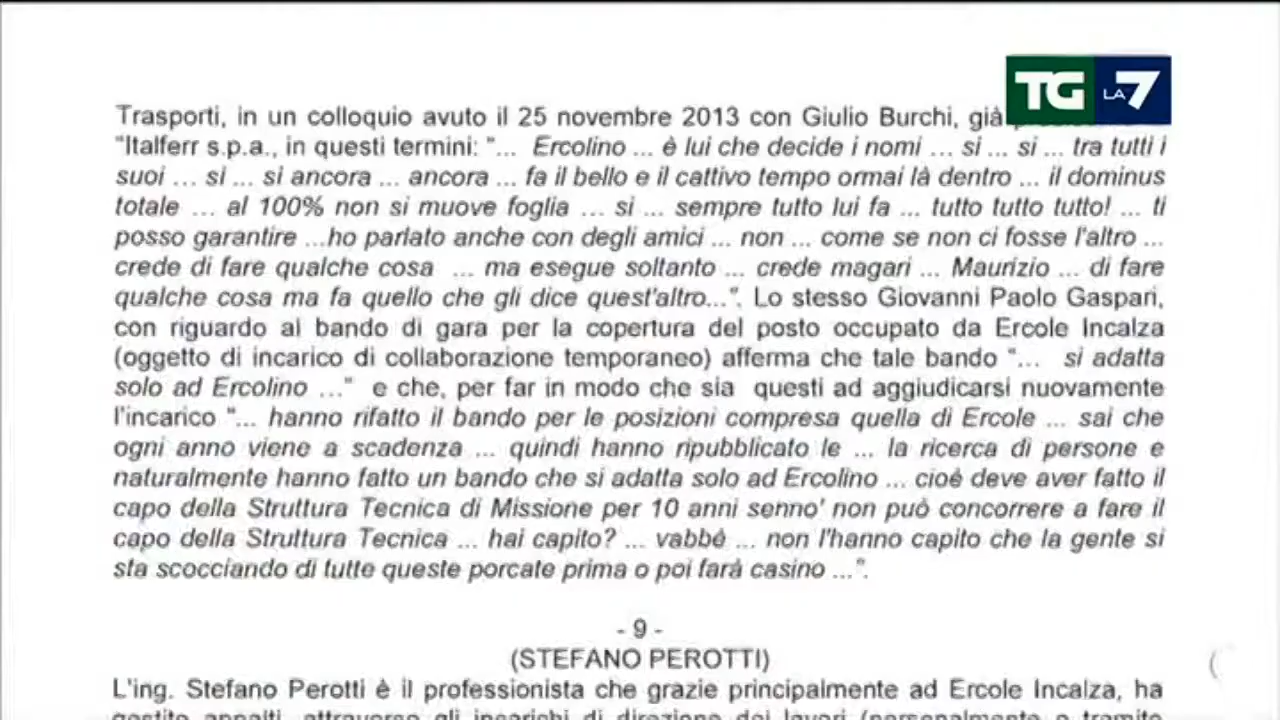 TG LA7
Trasporti, in un colloquio avuto il 25 novembre 2013 con Giulio Burchi, già
"Italferr s.p.a., in questi termini: "... Ercolino ... è lui che decide i nomi ... si ... si ... tra tutti i
suoi ... si ... si ancora ... ancora ... fa il bello e il cattivo tempo ormai là dentro ... il dominus
totale ... al 100% non si muove foglia ... si ... sempre tutto lui fa ... tutto tutto tutto! ... ti
posso garantire ...ho parlato anche con degli amici ... non ... come se non ci fosse l'altro ...
crede di fare qualche cosa ... ma esegue soltanto ... crede magari ... Maurizio ... di fare
qualche cosa ma fa quello che gli dice quest'altro...". Lo stesso Giovanni Paolo Gaspari,
con riguardo al bando di gara per la copertura del posto occupato da Ercole Incalza
(oggetto di incarico di collaborazione temporaneo) afferma che tale bando "... si adatta
solo ad Ercolino ..." e che, per far in modo che sia questi ad aggiudicarsi nuovamente
l'incarico "... hanno rifatto il bando per le posizioni compresa quella di Ercole ... sai che
ogni anno viene a scadenza ... quindi hanno ripubblicato le ... la ricerca di persone e
naturalmente hanno fatto un bando che si adatta solo ad Ercolino ... cioè deve aver fatto il
capo della Struttura Tecnica di Missione per 10 anni senno' non può concorrere a fare il
capo della Struttura Tecnica ... hai capito? ... vabbè ... non l'hanno capito che la gente si
sta scocciando di tutte queste porcate prima o poi farà casino ...".
- 9 -
(STEFANO PEROTTI)
L'ing. Stefano Perotti è il professionista che grazie principalmente ad Ercole Incalza, ha
gestito appalti, attraverso gli incarichi di direzione dei lavori (personalmente o tramite